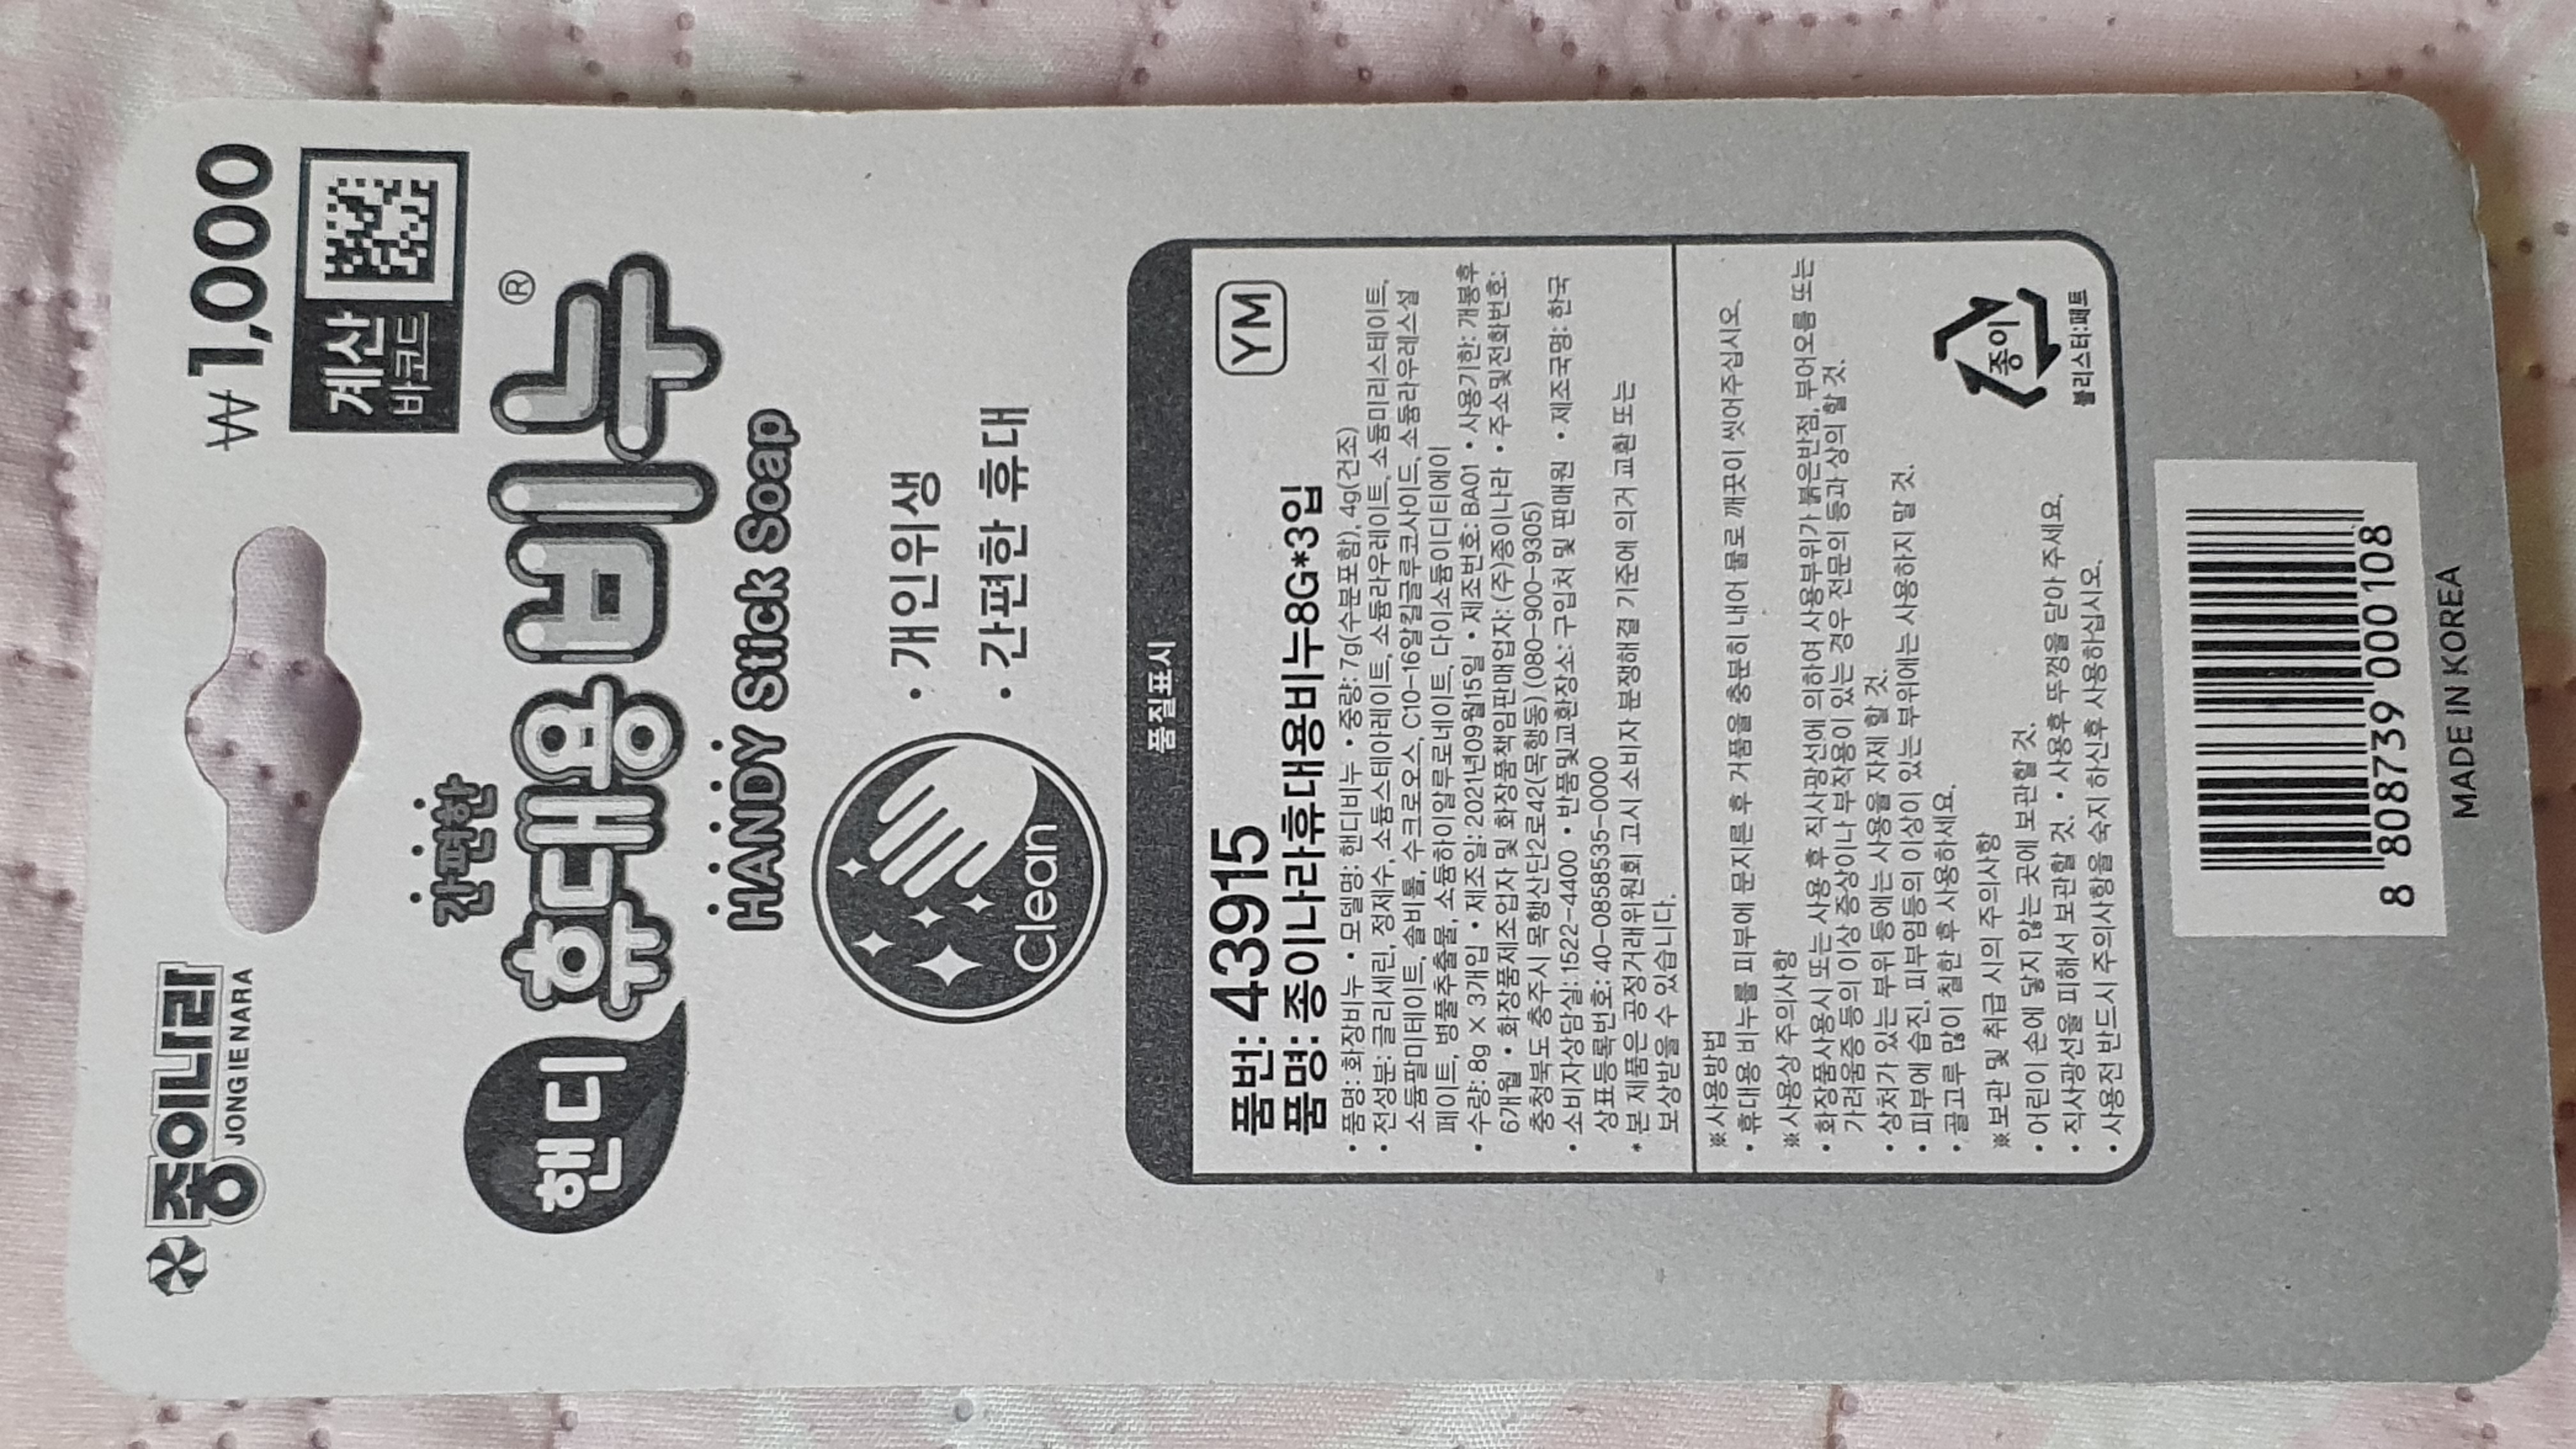 종이나라
JONG IE NARA
₩1,000
계산
바코드
간편한
핸디 휴대용 비누®
HANDY Stick Soap
Clean
• 개인위생
• 간편한 휴대
품질표시
품번: 43915
YM
품명: 종이나라휴대용비누8G*3입
• 품명: 화장비누 • 모델명: 핸디비누 • 중량: 7g(수분포함), 4g(건조)
• 전성분: 글리세린, 정제수, 소듐스테아레이트, 소듐라우레이트, 소듐미리스테이트,
소듐팔미테이트, 솔비톨, 수크로오스, C10-16알킬글루코사이드, 소듐라우레스설
페이트, 병풀추출물, 소듐하이알루로네이트, 다이소듐이디티에이
• 수량: 8g X 3개입 • 제조일: 2021년09월15일 • 제조번호: BA01 • 사용기한: 개봉후
6개월 • 화장품제조업자 및 화장품책임판매업자: (주)종이나라 • 주소및전화번호:
충청북도 충주시 목행산단2로42(목행동) (080-900-9305)
• 소비자상담실: 1522-4400 • 반품및교환장소: 구입처 및 판매원 • 제조국명: 한국
상표등록번호: 40-0858535-0000
* 본 제품은 공정거래위원회 고시 소비자 분쟁해결 기준에 의거 교환 또는
보상받을 수 있습니다.
※사용방법
• 휴대용 비누를 피부에 문지른 후 거품을 충분히 내어 물로 깨끗이 씻어주십시오.
※사용상 주의사항
• 화장품사용시 또는 사용 후 직사광선에 의하여 사용부위가 붉은반점, 부어오름 또는
가려움증 등의 이상 증상이나 부작용이 있는 경우 전문의 등과 상의 할 것.
• 상처가 있는 부위 등에는 사용을 자제 할 것.
• 피부에 습진, 피부염등의 이상이 있는 부위에는 사용하지 말 것.
• 골고루 많이 칠한 후 사용하세요.
※보관 및 취급 시의 주의사항
• 어린이 손에 닿지 않는 곳에 보관할 것.
• 직사광선을 피해서 보관할 것. • 사용후 뚜껑을 닫아 주세요.
• 사용전 반드시 주의사항을 숙지 하신후 사용하십시오.
종이
블리스터:페트
8 808739 000108
MADE IN KOREA